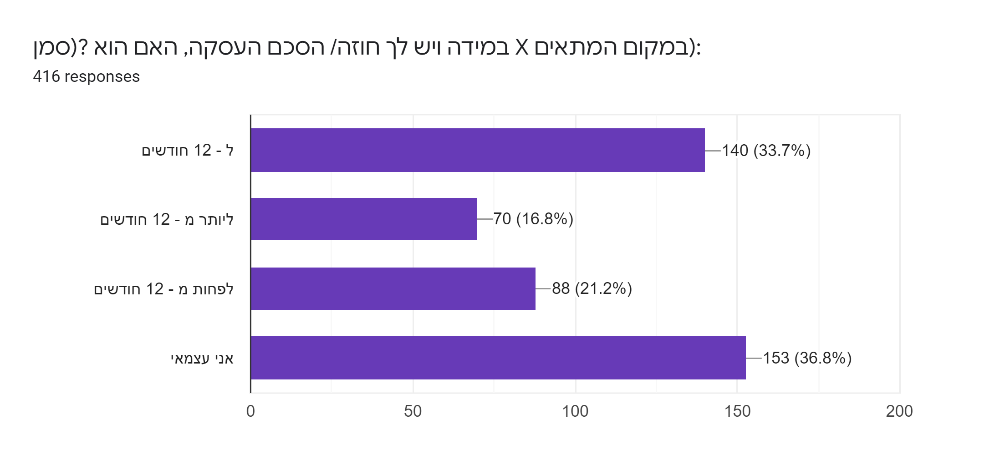 במידה ויש לך חוזה/ הסכם העסקה, האם הוא ?(סמן X במקום המתאים):
416 responses
ל - 12 חודשים
140 (33.7%)
ליותר מ - 12 חודשים
70 (16.8%)
לפחות מ - 12 חודשים
88 (21.2%)
אני עצמאי
153 (36.8%)
0 50 100 150 200